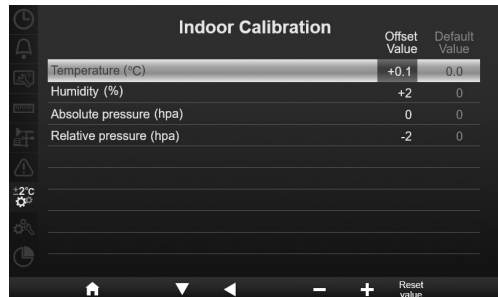 Indoor Calibration
Offset Value
Default Value
Temperature (°C) +0.1 0.0
Humidity (%) +2 0
Absolute pressure (hpa) 0 0
Relative pressure (hpa) -2 0
±2°C
Reset value